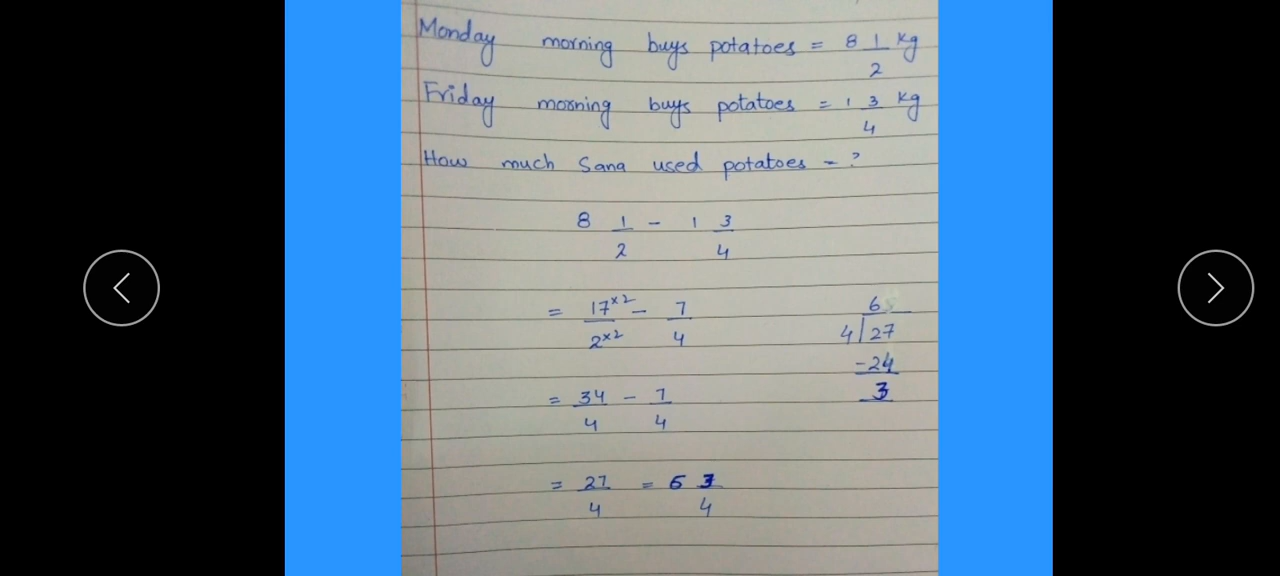 Monday morning buys potatoes = 8 1/2 kg
Friday morning buys potatoes = 1 3/4 kg
How much Sana used potatoes - ?
8 1/2 - 1 3/4
= 17×2/2×2 - 7/4
= 34/4 - 7/4
= 27/4 = 6 3/4
6
4 27
-24
3